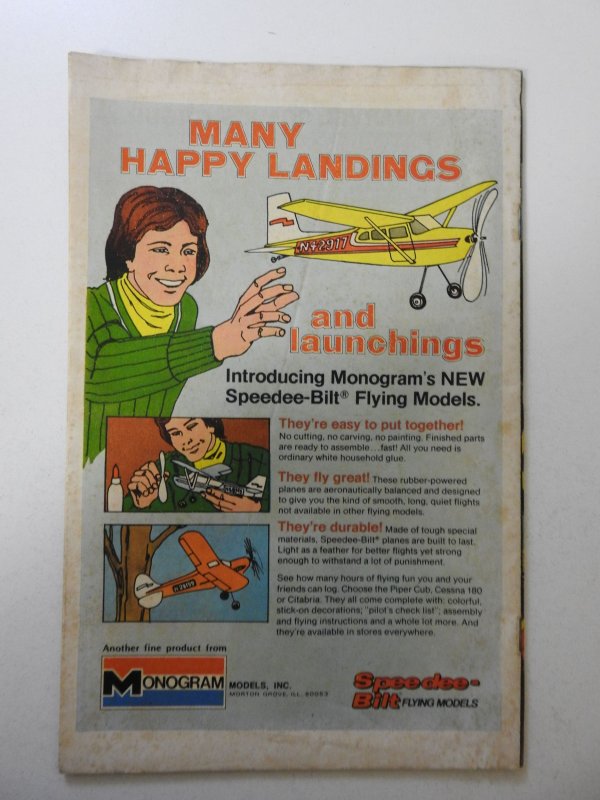 MANY
HAPPY LANDINGS
N42917
and
launchings
Introducing Monogram's NEW
Speedee-Bilt® Flying Models.
They're easy to put together!
No cutting, no carving, no painting. Finished parts
are ready to assemble...fast! All you need is
ordinary white household glue.
They fly great! These rubber-powered
planes are aeronautically balanced and designed
to give you the kind of smooth, long, quiet flights
not available in other flying models.
They're durable! Made of tough special
materials, Speedee-Bilt® planes are built to last.
Light as a feather for better flights yet strong
enough to withstand a lot of punishment.
See how many hours of flying fun you and your
friends can log. Choose the Piper Cub, Cessna 180
or Citabria. They all come complete with: colorful,
stick-on decorations; "pilot's check list"; assembly
and flying instructions and a whole lot more. And
they're available in stores everywhere.
Another fine product from
MONOGRAM MODELS, INC.
MORTON GROVE, ILL. 60053
Speedee-
Bilt FLYING MODELS